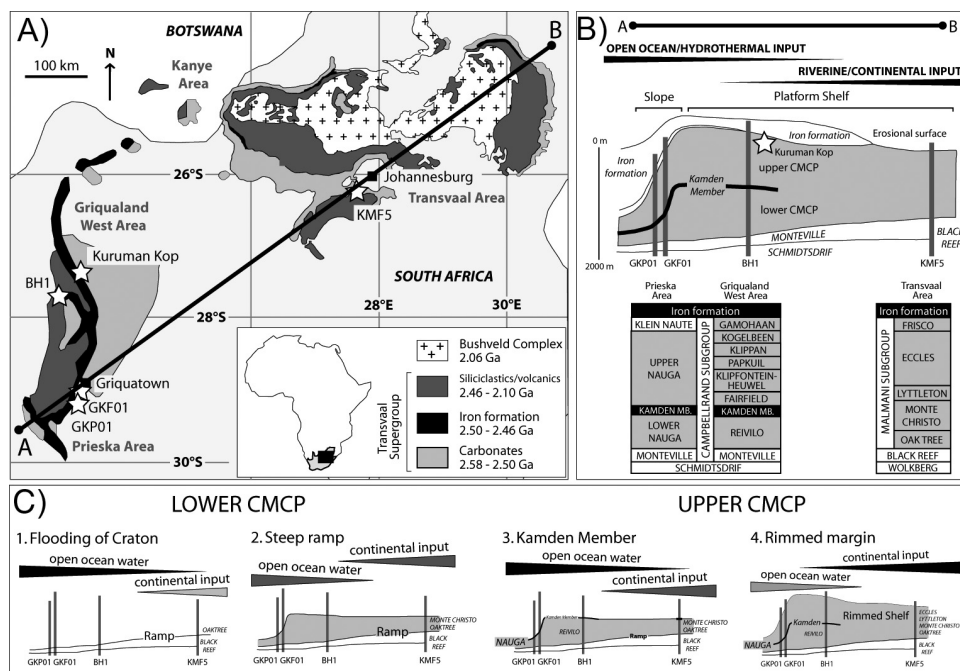 A)
BOTSWANA
B
100 km
N
Kanye
Area
26°S
Johannesburg
Transvaal Area
KMF5
Griqualand
West Area
Kuruman Kop
BH1
SOUTH AFRICA
28°E
30°E
28°S
Griquatown
GKF01
GKP01
A
Prieska Area
30°S
Bushveld Complex
2.06 Ga
Transvaal
Supergroup
Siliciclastics/volcanics
2.46 - 2.10 Ga
Iron formation
2.50 - 2.46 Ga
Carbonates
2.58 - 2.50 Ga
B)
A
B
OPEN OCEAN/HYDROTHERMAL INPUT
RIVERINE/CONTINENTAL INPUT
Slope
Platform Shelf
0 m
Iron formation
Erosional surface
Iron
formation
Kuruman Kop
upper CMCP
Kamden
Member
lower CMCP
MONTEVILLE
SCHMIDTSDRIF
BLACK
REEF
2000 m
GKP01
GKF01
BH1
KMF5
Prieska
Area
Griqualand
West Area
Iron formation
KLEIN NAUTE
UPPER
NAUGA
KAMDEN MB.
LOWER
NAUGA
MONTEVILLE
CAMPBELLRAND SUBGROUP
GAMOHAAN
KOGELBEEN
KLIPPAN
PAPKUIL
KLIPFONTEIN-
HEUWEL
FAIRFIELD
KAMDEN MB.
REIVILO
MONTEVILLE
SCHMIDTSDRIF
Transvaal
Area
Iron formation
MALMANI SUBGROUP
FRISCO
ECCLES
LYTTLETON
MONTE
CHRISTO
OAK TREE
BLACK REEF
WOLKBERG
C)
LOWER CMCP
UPPER CMCP
1. Flooding of Craton
open ocean water
continental input
Ramp
OAKTREE
BLACK
REEF
GKP01
GKF01
BH1
KMF5
2. Steep ramp
continental input
open ocean water
Ramp
MONTE CHRISTO
OAKTREE
BLACK
REEF
GKP01
GKF01
BH1
KMF5
3. Kamden Member
open ocean water
continental input
Kamden Member
REIVILO
Ramp
NAUGA
MONTE CHRISTO
OAKTREE
BLACK
REEF
GKP01
GKF01
BH1
KMF5
4. Rimmed margin
continental input
open ocean water
Kamden
REIVILO
Rimmed Shelf
NAUGA
ECCLES
LYTTLETON
MONTE CHRISTO
OAKTREE
BLACK
REEF
GKP01
GKF01
BH1
KMF5